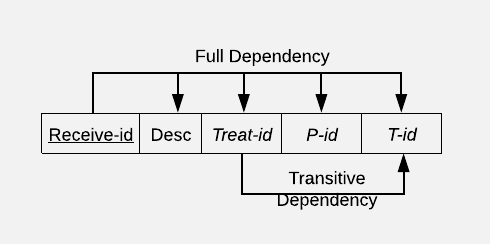 Full Dependency
Receive-id Desc Treat-id P-id T-id
Transitive
Dependency